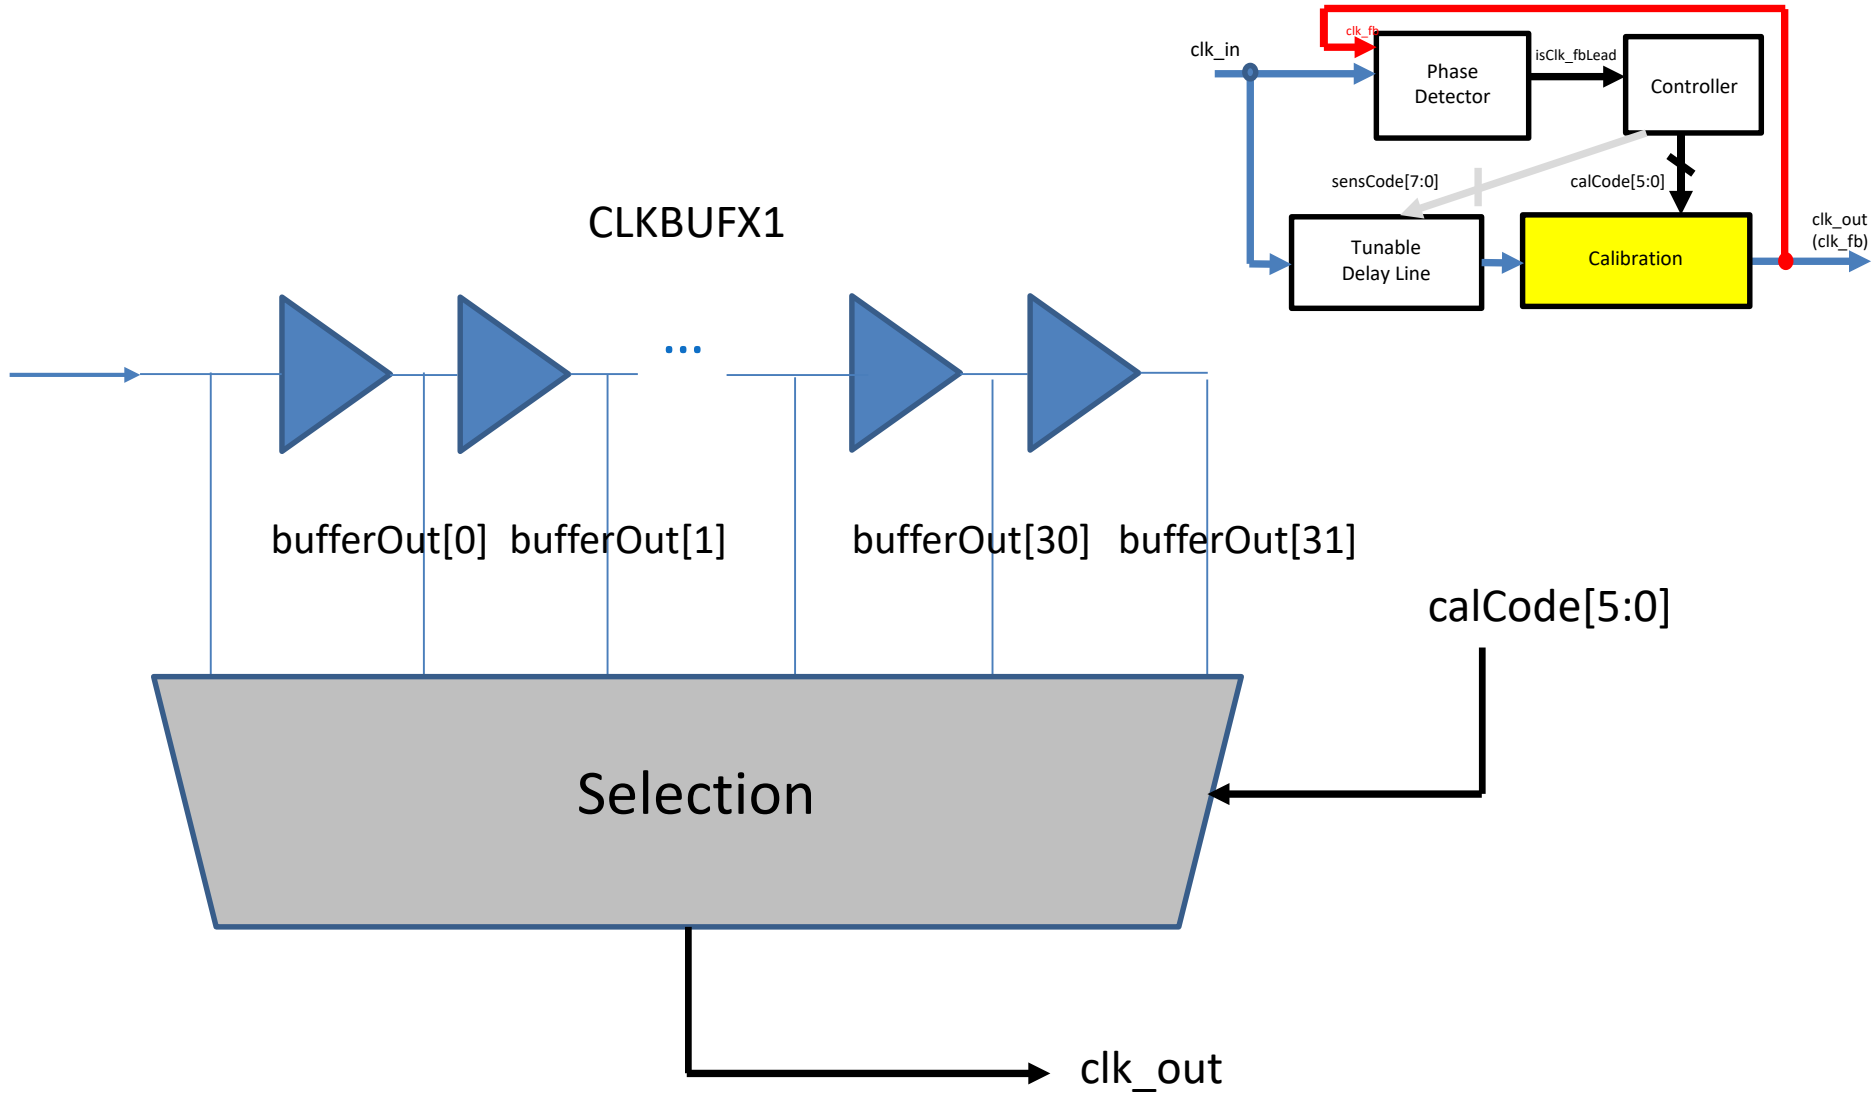 clk_in
clk_fb
Phase
Detector
isClk_fbLead
Controller
sensCode[7:0]
calCode[5:0]
Tunable
Delay Line
Calibration
clk_out
(clk_fb)
CLKBUFX1
...
bufferOut[0]
bufferOut[1]
bufferOut[30]
bufferOut[31]
calCode[5:0]
Selection
clk_out